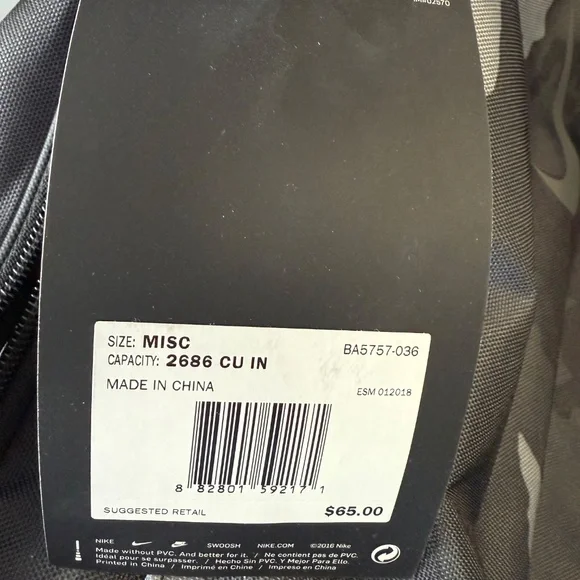 SIZE: MISC
BA5757-036
CAPACITY: 2686 CU IN
MADE IN CHINA
ESM 012018
8 82801 59217 1
SUGGESTED RETAIL
$65.00
NIKE SWOOSH NIKE.COM ©2016 Nike
Made without PVC. And better for it. / Ne contient pas de PVC.
Idéal pour se surpasser. / Hecho Sin PVC. Y Mejor Para Ello.
Printed in China / Imprimé en Chine / Impreso en China